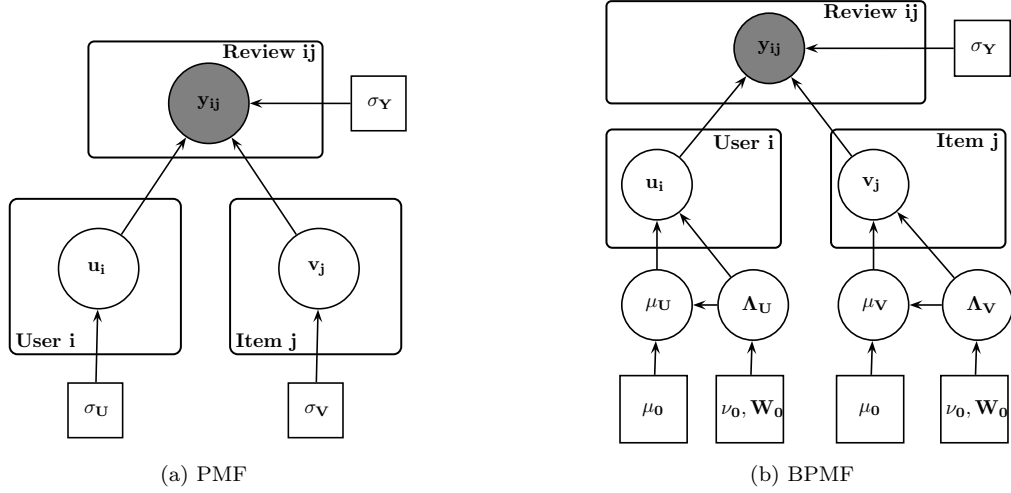 Review ij
y_ij
σ_Y
u_i
v_j
User i
Item j
σ_U
σ_V
(a) PMF
Review ij
y_ij
σ_Y
User i
Item j
u_i
v_j
μ_U
Λ_U
μ_V
Λ_V
μ_0
ν_0, W_0
μ_0
ν_0, W_0
(b) BPMF